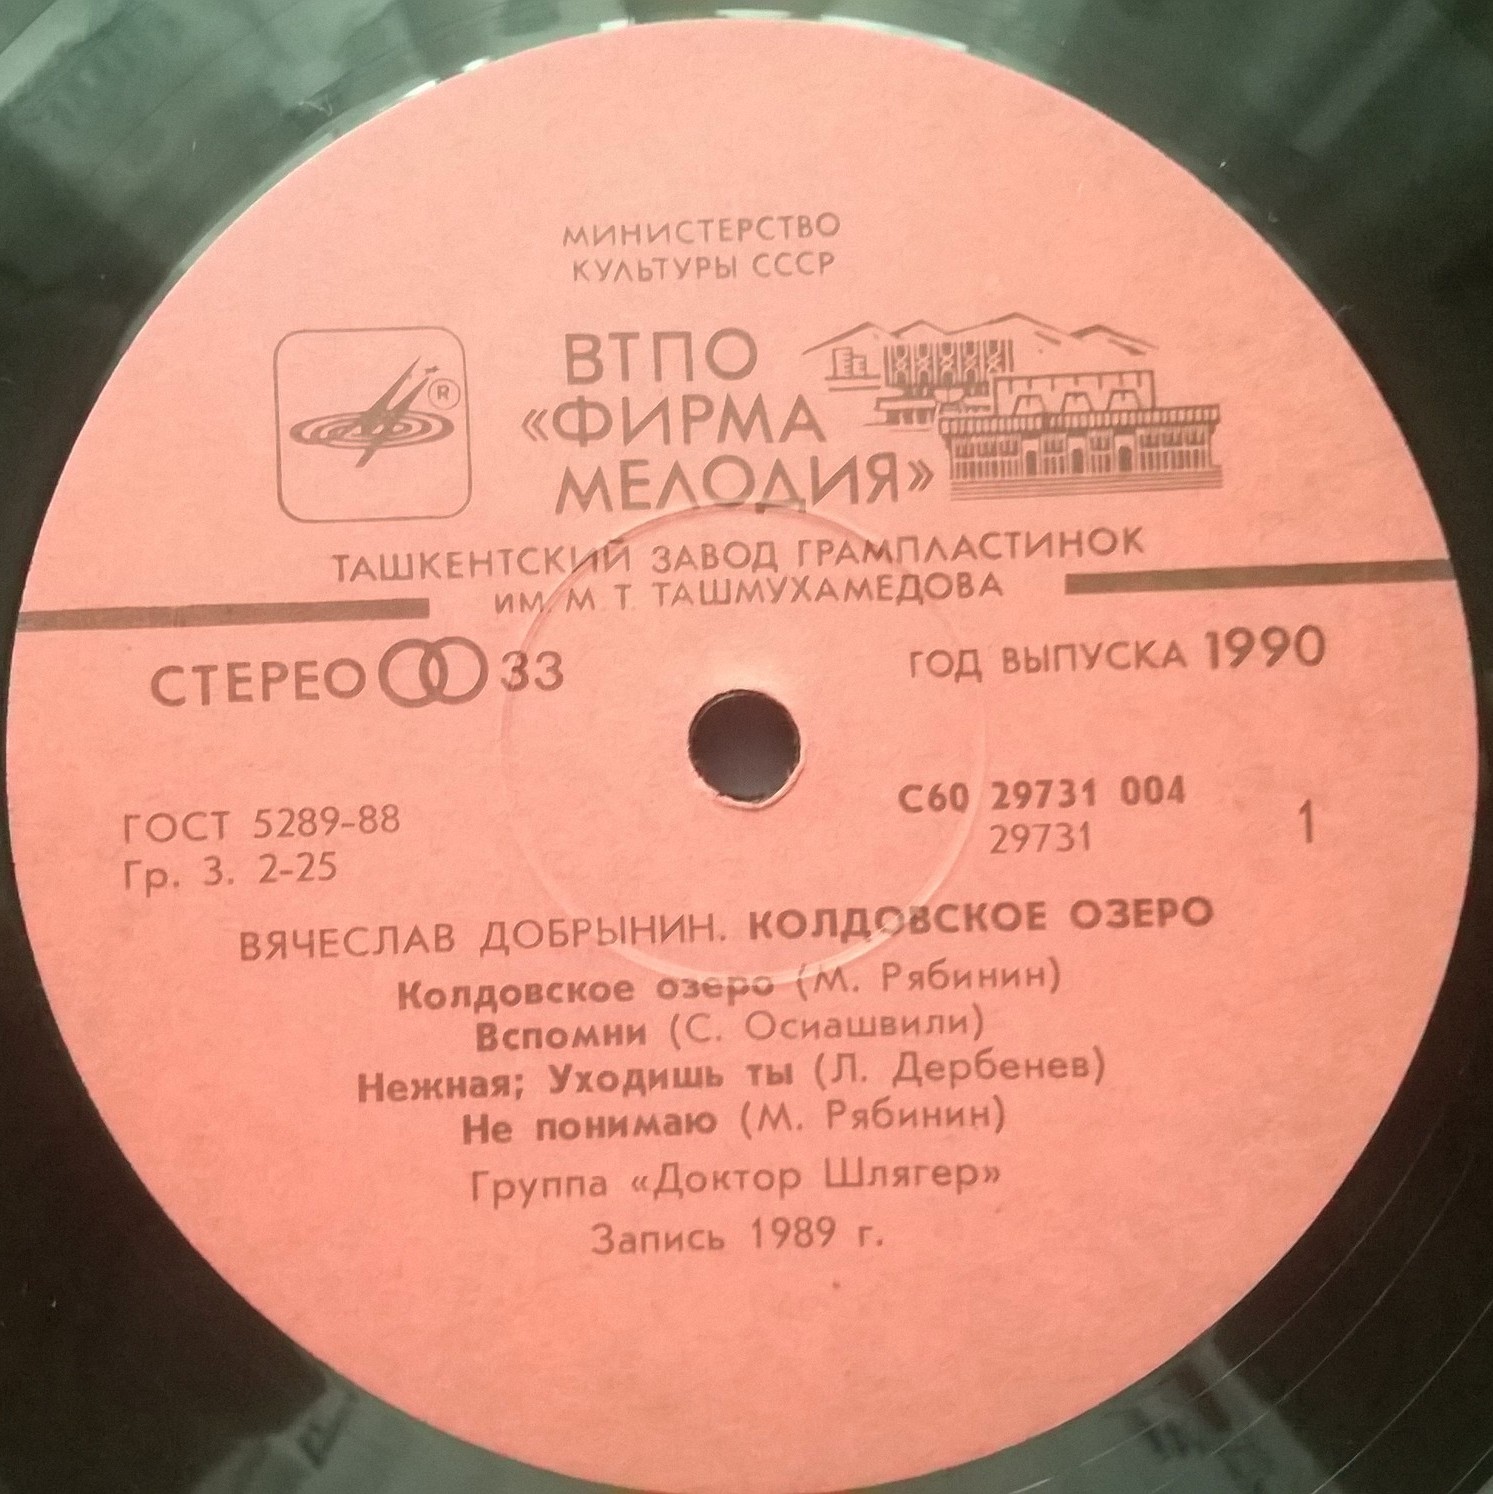 МИНИСТЕРСТВО
КУЛЬТУРЫ СССР
ВТПО
«ФИРМА
МЕЛОДИЯ»
®
ТАШКЕНТСКИЙ ЗАВОД ГРАМПЛАСТИНОК
ИМ. М. Т. ТАШМУХАМЕДОВА
СТЕРЕО 33
ГОД ВЫПУСКА 1990
ГОСТ 5289-88
Гр. 3. 2-25
С60 29731 004
29731
1
ВЯЧЕСЛАВ ДОБРЫНИН. КОЛДОВСКОЕ ОЗЕРО
Колдовское озеро (М. Рябинин)
Вспомни (С. Осиашвили)
Нежная; Уходишь ты (Л. Дербенев)
Не понимаю (М. Рябинин)
Группа «Доктор Шлягер»
Запись 1989 г.